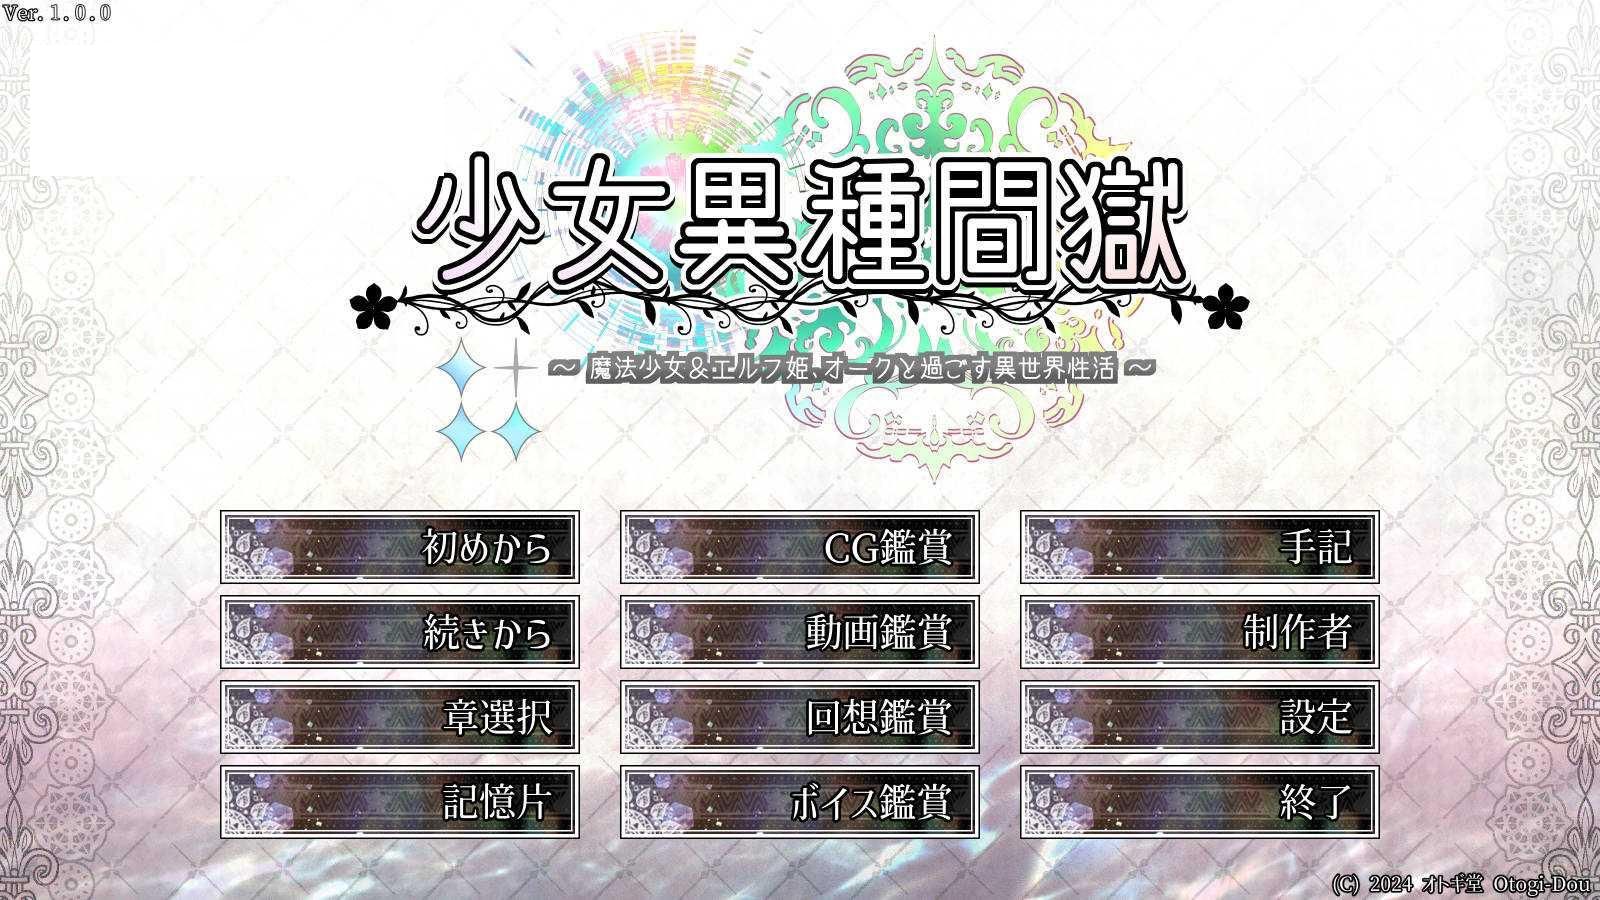 Ver.1.0.0
少女異種間獄
～ 魔法少女＆エルフ姫、オークと過ごす異世界性活 ～
初めから
CG鑑賞
手記
続きから
動画鑑賞
制作者
章選択
回想鑑賞
設定
記憶片
ボイス鑑賞
終了
(C) 2024 オトギ堂 Otogi-Dou